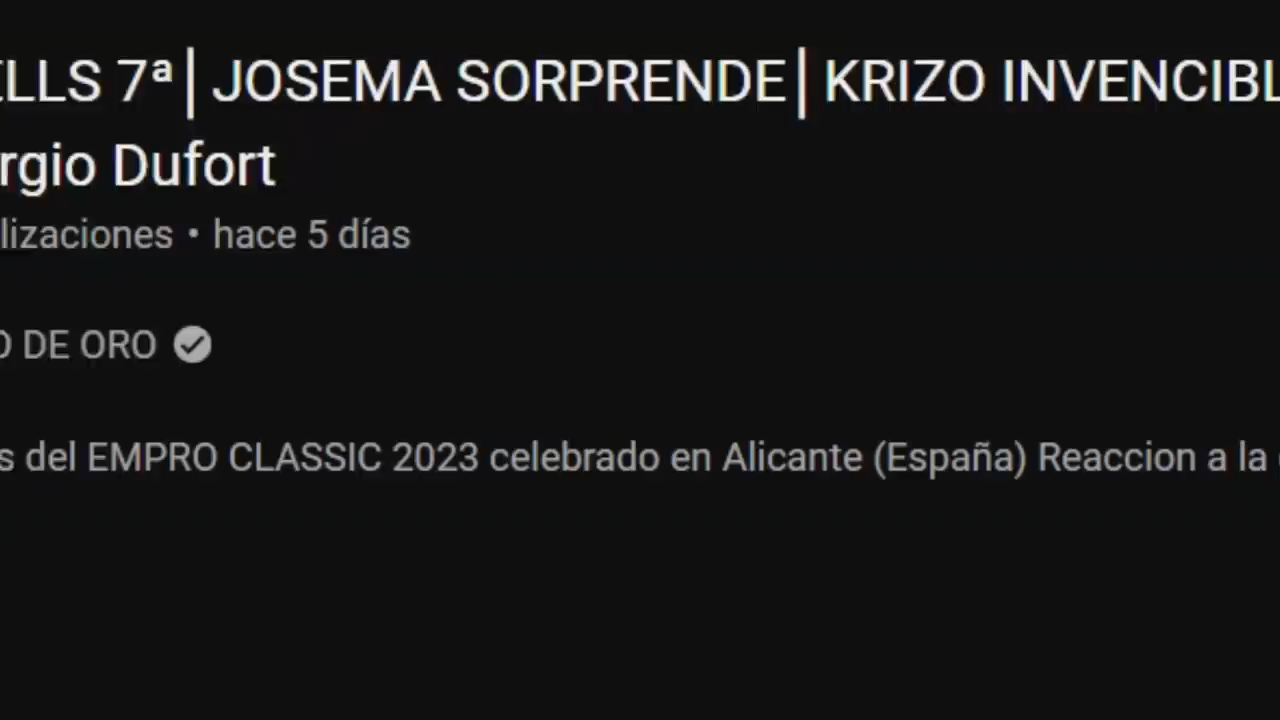 LLS 7ª│JOSEMA SORPRENDE│KRIZO INVENCIBL
rgio Dufort
lizaciones • hace 5 días
O DE ORO
s del EMPRO CLASSIC 2023 celebrado en Alicante (España) Reaccion a la